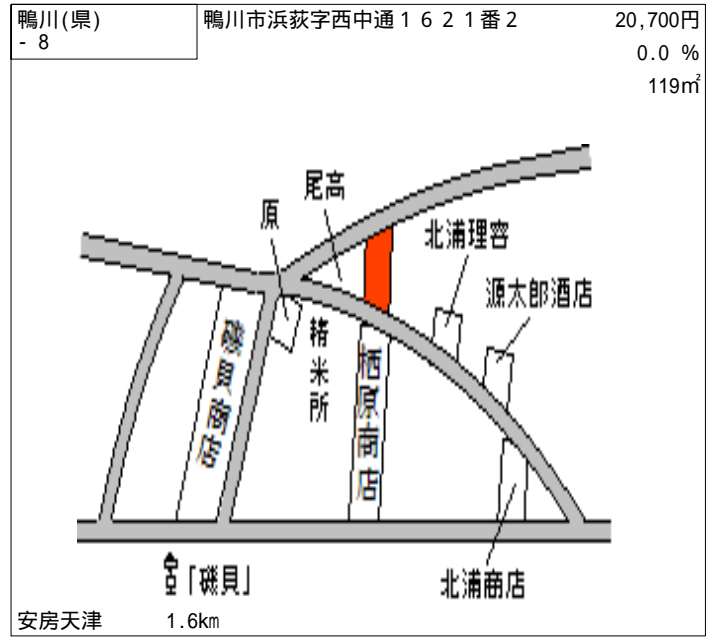 鴨川(県)
- 8
鴨川市浜荻字西中通１６２１番２
20,700円
0.0 %
119㎡
尾高
原
北浦理容
源太郎酒店
精米所
磯貝商店
栖原商店
「磯貝」
北浦商店
安房天津 1.6km